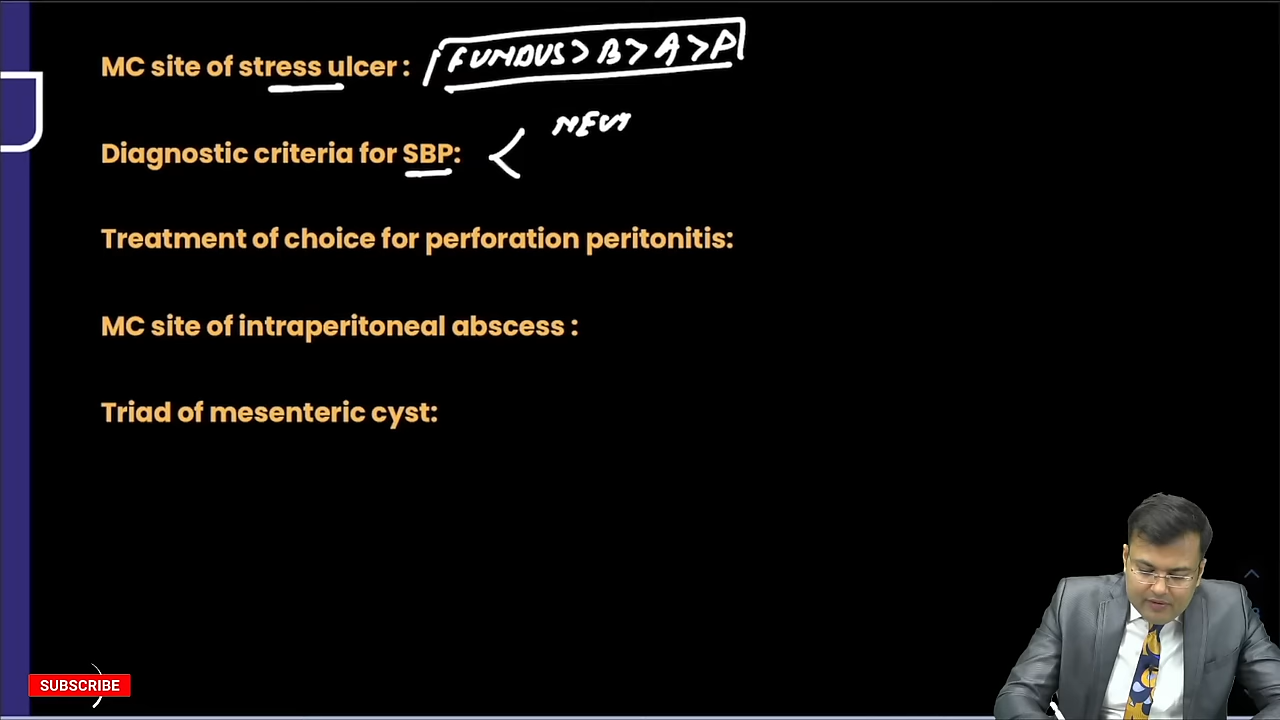 MC site of stress ulcer : FUNDUS > B > A > P
NEUT
Diagnostic criteria for SBP: <
Treatment of choice for perforation peritonitis:
MC site of intraperitoneal abscess :
Triad of mesenteric cyst:
SUBSCRIBE